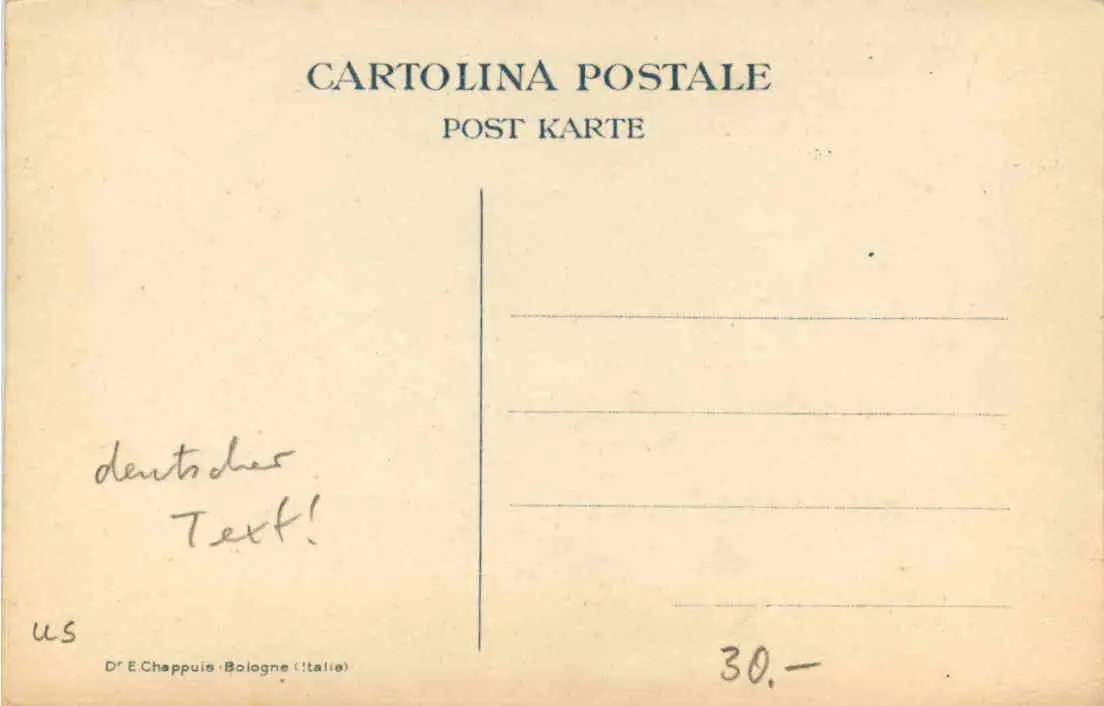 CARTOLINA POSTALE
POST KARTE
deutscher
Text!
us
Dr E. Chappuis · Bologne (Italie)
30.—